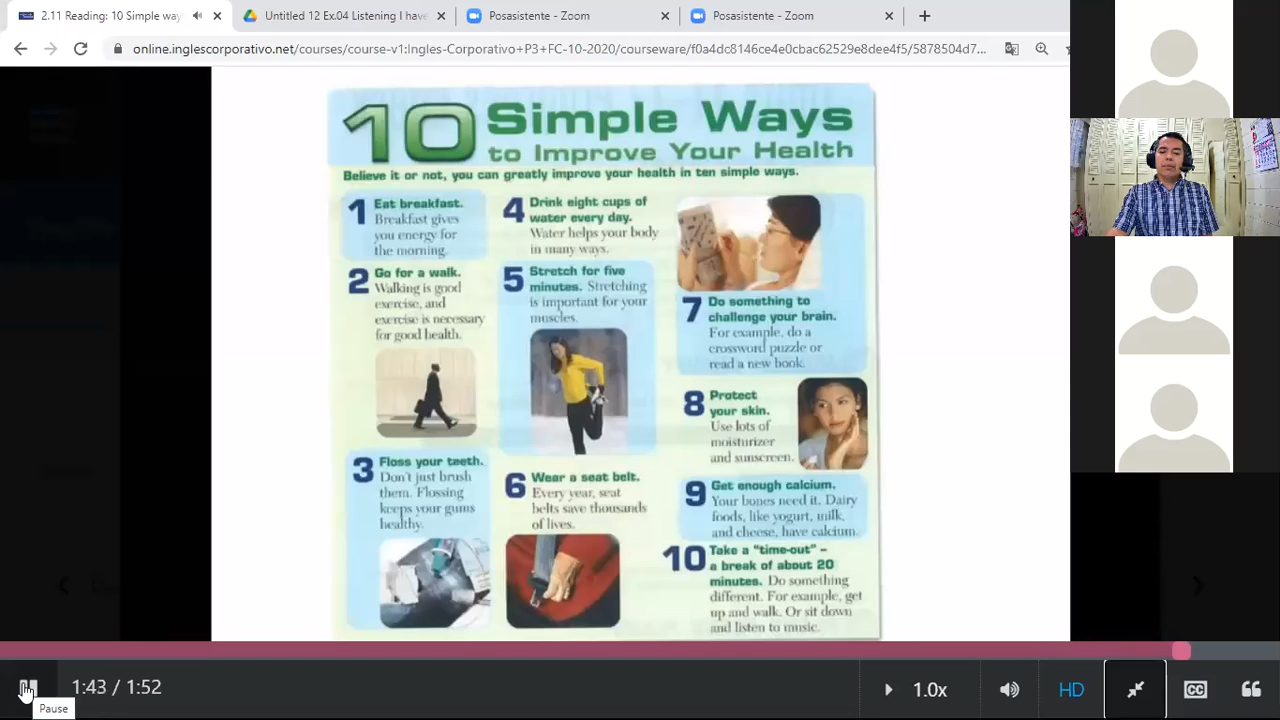 2.11 Reading: 10 Simple way
Untitled 12 Ex.04 Listening I have
Posasistente - Zoom
Posasistente - Zoom
online.inglescorporativo.net/courses/course-v1:Ingles-Corporativo+P3+FC-10-2020/courseware/f0a4dc8146ce4e0cbac52529e8dee4f5/5878504d7...
10 Simple Ways
to Improve Your Health
Believe it or not, you can greatly improve your health in ten simple ways.
1 Eat breakfast.
Breakfast gives
you energy for
the morning.
2 Go for a walk.
Walking is good
exercise, and
exercise is necessary
for good health.
3 Floss your teeth.
Don't just brush
them. Flossing
keeps your gums
healthy.
4 Drink eight cups of
water every day.
Water helps your body
in many ways.
5 Stretch for five
minutes. Stretching
is important for your
muscles.
6 Wear a seat belt.
Every year, seat
belts save thousands
of lives.
7 Do something to
challenge your brain.
For example, do a
crossword puzzle or
read a new book.
8 Protect
your skin.
Use lots of
moisturizer
and sunscreen.
9 Get enough calcium.
Your bones need it. Dairy
foods, like yogurt, milk,
and cheese, have calcium.
10 Take a "time-out" –
a break of about 20
minutes. Do something
different. For example, get
up and walk. Or sit down
and listen to music.
1:43 / 1:52
1.0x
HD
CC
Pause